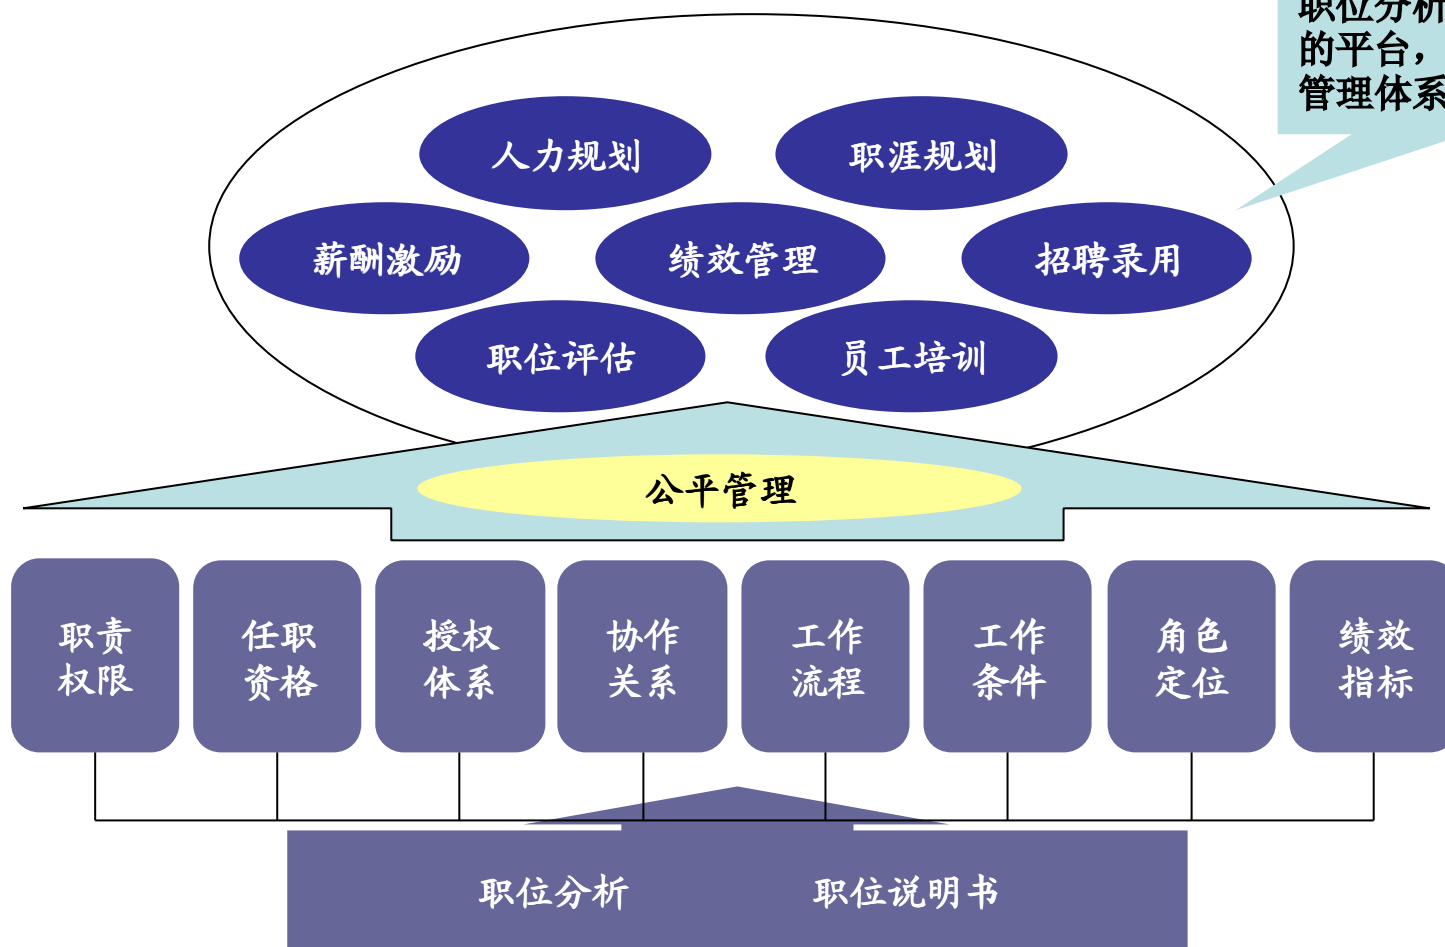 职位分析
的平台，
管理体系
人力规划
职涯规划
薪酬激励
绩效管理
招聘录用
职位评估
员工培训
公平管理
职责
权限
任职
资格
授权
体系
协作
关系
工作
流程
工作
条件
角色
定位
绩效
指标
职位分析
职位说明书